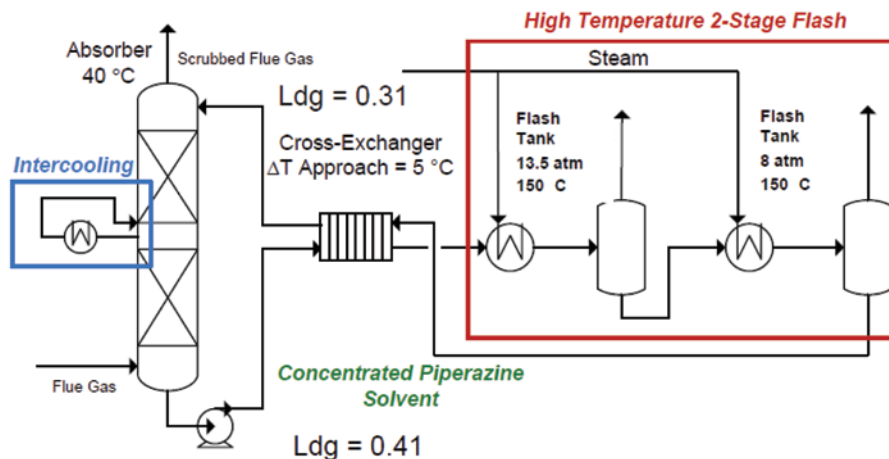 High Temperature 2-Stage Flash
Absorber
40 °C
Scrubbed Flue Gas
Steam
Ldg = 0.31
Intercooling
Cross-Exchanger
ΔT Approach = 5 °C
Flash
Tank
13.5 atm
150 C
Flash
Tank
8 atm
150 C
Flue Gas
Concentrated Piperazine
Solvent
Ldg = 0.41